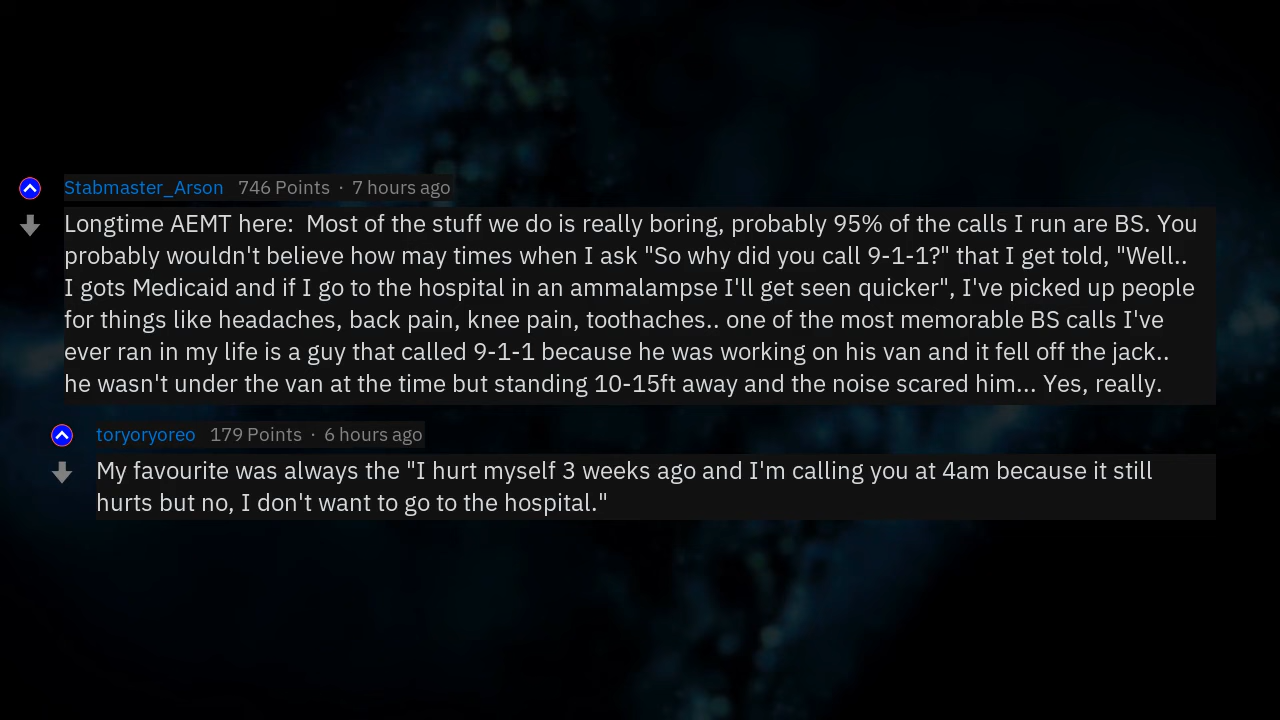 Stabmaster_Arson 746 Points · 7 hours ago
Longtime AEMT here:  Most of the stuff we do is really boring, probably 95% of the calls I run are BS. You
probably wouldn't believe how may times when I ask "So why did you call 9-1-1?" that I get told, "Well..
I gots Medicaid and if I go to the hospital in an ammalampse I'll get seen quicker", I've picked up people
for things like headaches, back pain, knee pain, toothaches.. one of the most memorable BS calls I've
ever ran in my life is a guy that called 9-1-1 because he was working on his van and it fell off the jack..
he wasn't under the van at the time but standing 10-15ft away and the noise scared him... Yes, really.
toryoryoreo 179 Points · 6 hours ago
My favourite was always the "I hurt myself 3 weeks ago and I'm calling you at 4am because it still
hurts but no, I don't want to go to the hospital."